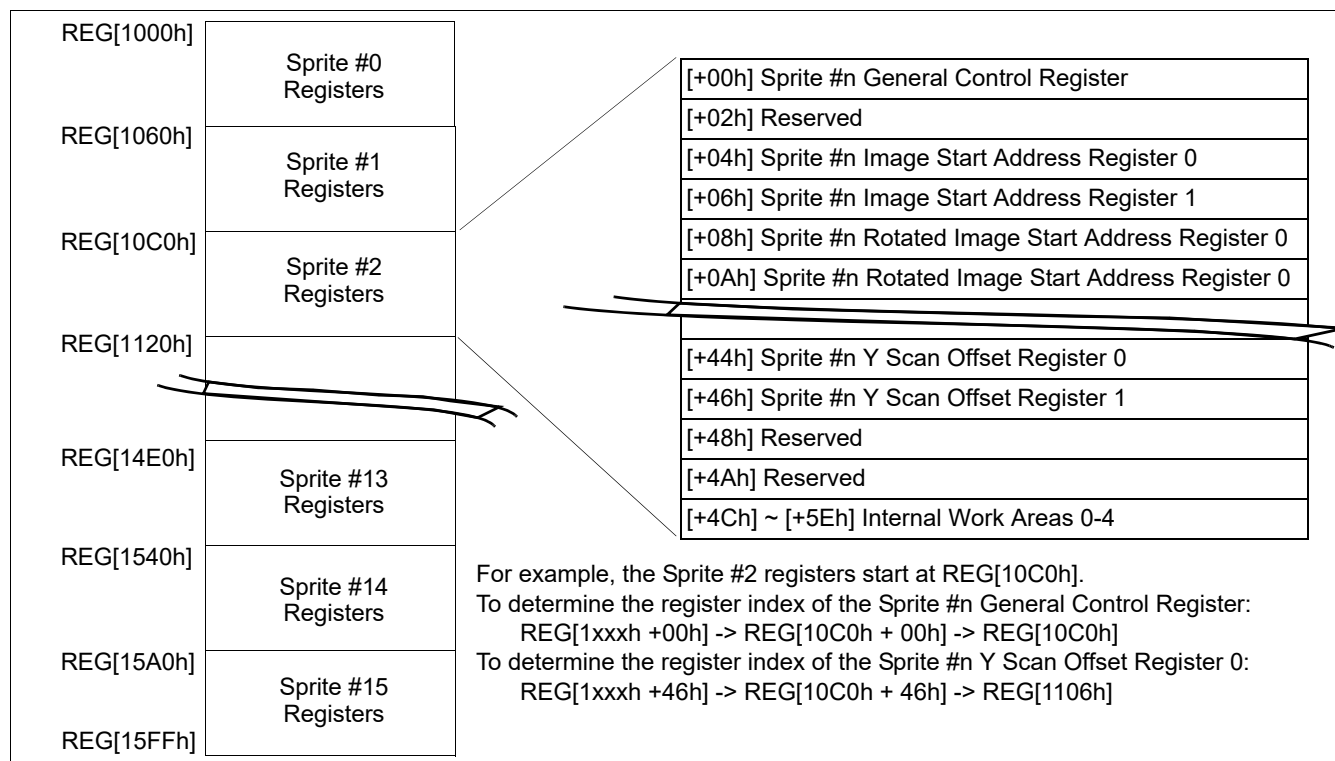 REG[1000h]
Sprite #0
Registers
REG[1060h]
Sprite #1
Registers
REG[10C0h]
Sprite #2
Registers
REG[1120h]
REG[14E0h]
Sprite #13
Registers
REG[1540h]
Sprite #14
Registers
REG[15A0h]
Sprite #15
Registers
REG[15FFh]
[+00h] Sprite #n General Control Register
[+02h] Reserved
[+04h] Sprite #n Image Start Address Register 0
[+06h] Sprite #n Image Start Address Register 1
[+08h] Sprite #n Rotated Image Start Address Register 0
[+0Ah] Sprite #n Rotated Image Start Address Register 0
[+44h] Sprite #n Y Scan Offset Register 0
[+46h] Sprite #n Y Scan Offset Register 1
[+48h] Reserved
[+4Ah] Reserved
[+4Ch] ~ [+5Eh] Internal Work Areas 0-4
For example, the Sprite #2 registers start at REG[10C0h].
To determine the register index of the Sprite #n General Control Register:
REG[1xxxh +00h] -> REG[10C0h + 00h] -> REG[10C0h]
To determine the register index of the Sprite #n Y Scan Offset Register 0:
REG[1xxxh +46h] -> REG[10C0h + 46h] -> REG[1106h]